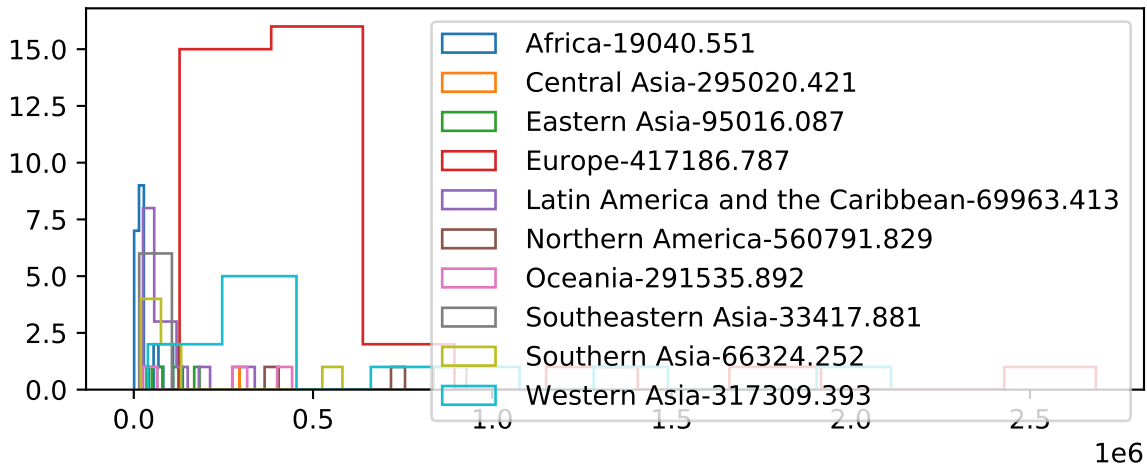 15.0
12.5
10.0
7.5
5.0
2.5
0.0
Africa-19040.551
Central Asia-295020.421
Eastern Asia-95016.087
Europe-417186.787
Latin America and the Caribbean-69963.413
Northern America-560791.829
Oceania-291535.892
Southeastern Asia-33417.881
Southern Asia-66324.252
Western Asia-317309.393
0.0 0.5 1.0 1.5 2.0 2.5
1e6